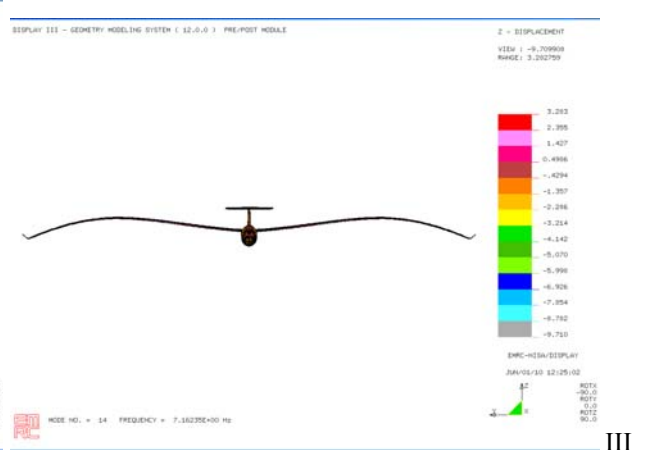 DISPLAY III - GEOMETRY MODELING SYSTEM ( 12.0.0 ) PRE/POST MODULE
Z - DISPLACEMENT
VIEW : -9.709909
RANGE: 3.282759
3.283
2.355
1.427
0.4986
-.4294
-1.357
-2.286
-3.214
-4.142
-5.070
-5.998
-6.926
-7.854
-8.782
-9.710
EMRC-NISA/DISPLAY
JUN/01/10 12:25:02
Z
Y
X
ROTX
-90.0
ROTY
0.0
ROTZ
90.0
MODE NO. = 14 FREQUENCY = 7.16235E+00 Hz
III